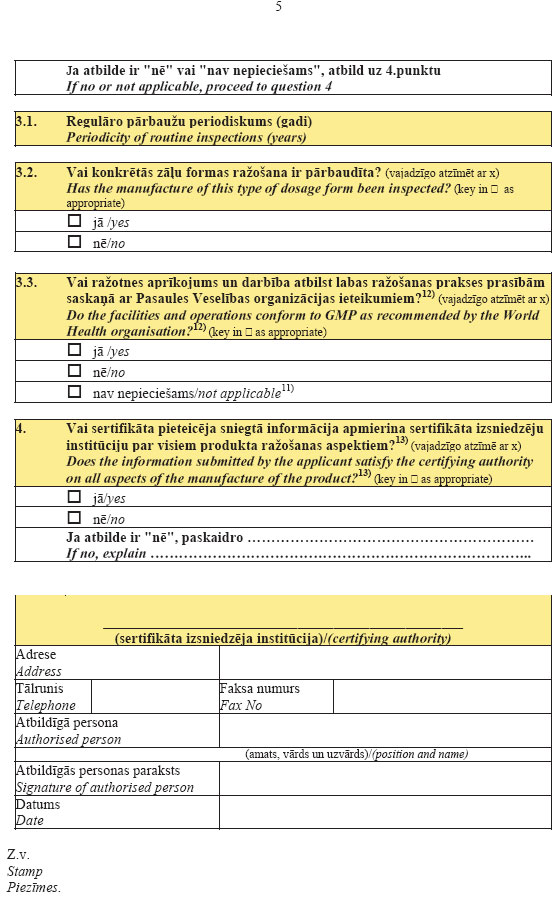 5
Ja atbilde ir "nē" vai "nav nepieciešams", atbild uz 4.punktu
If no or not applicable, proceed to question 4
3.1. Regulāro pārbaužu periodiskums (gadi)
Periodicity of routine inspections (years)
3.2. Vai konkrētās zāļu formas ražošana ir pārbaudīta? (vajadzīgo atzīmēt ar x)
Has the manufacture of this type of dosage form been inspected? (key in □ as
appropriate)
□ jā /yes
□ nē/no
3.3. Vai ražotnes aprīkojums un darbība atbilst labas ražošanas prakses prasībām
saskaņā ar Pasaules Veselības organizācijas ieteikumiem?12) (vajadzīgo atzīmēt ar x)
Do the facilities and operations conform to GMP as recommended by the World
Health organisation?12) (key in □ as appropriate)
□ jā /yes
□ nē/no
□ nav nepieciešams/not applicable11)
4. Vai sertifikāta pieteicēja sniegtā informācija apmierina sertifikāta izsniedzēju
institūciju par visiem produkta ražošanas aspektiem?13) (vajadzīgo atzīmē ar x)
Does the information submitted by the applicant satisfy the certifying authority
on all aspects of the manufacture of the product?13) (key in □ as appropriate)
□ jā/yes
□ nē/no
Ja atbilde ir "nē", paskaidro ……………………………………………………
If no, explain …………………………………………………………………...
(sertifikāta izsniedzēja institūcija)/(certifying authority)
Adrese
Address
Tālrunis Faksa numurs
Telephone Fax No
Atbildīgā persona
Authorised person
(amats, vārds un uzvārds)/(position and name)
Atbildīgās personas paraksts
Signature of authorised person
Datums
Date
Z.v.
Stamp
Piezīmes.